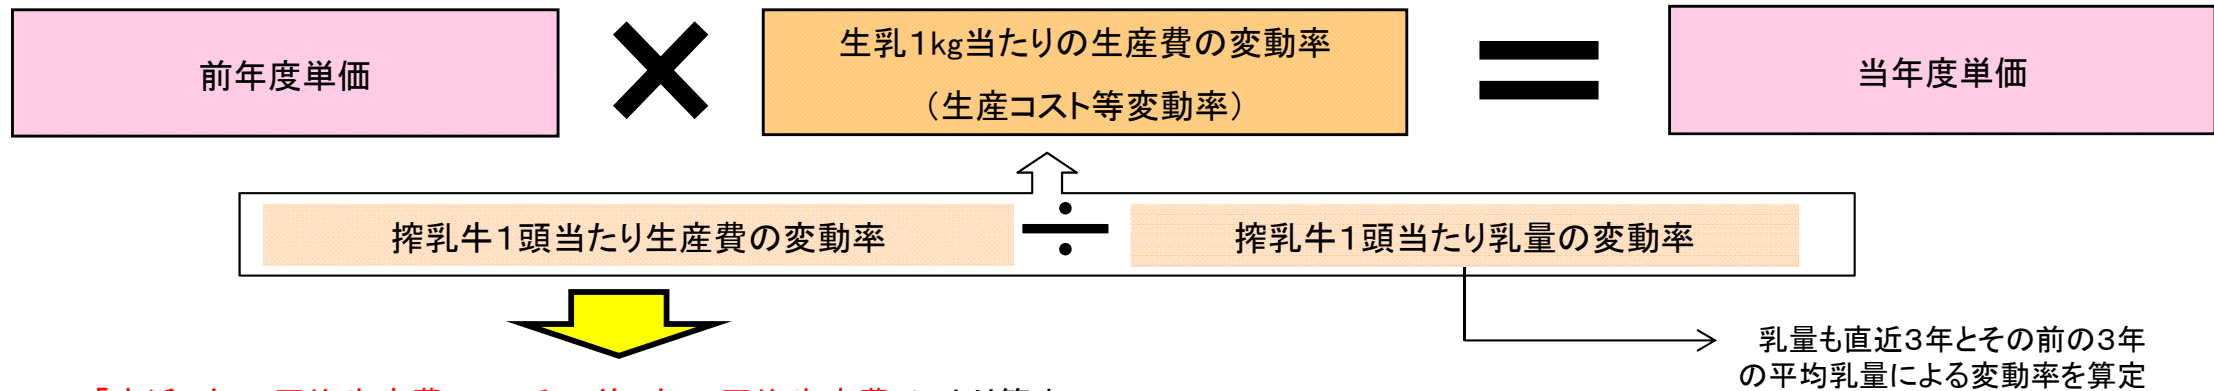 前年度単価
×
生乳1kg当たりの生産費の変動率
（生産コスト等変動率）
＝
当年度単価
搾乳牛1頭当たり生産費の変動率
÷
搾乳牛1頭当たり乳量の変動率
乳量も直近3年とその前の3年
の平均乳量による変動率を算定